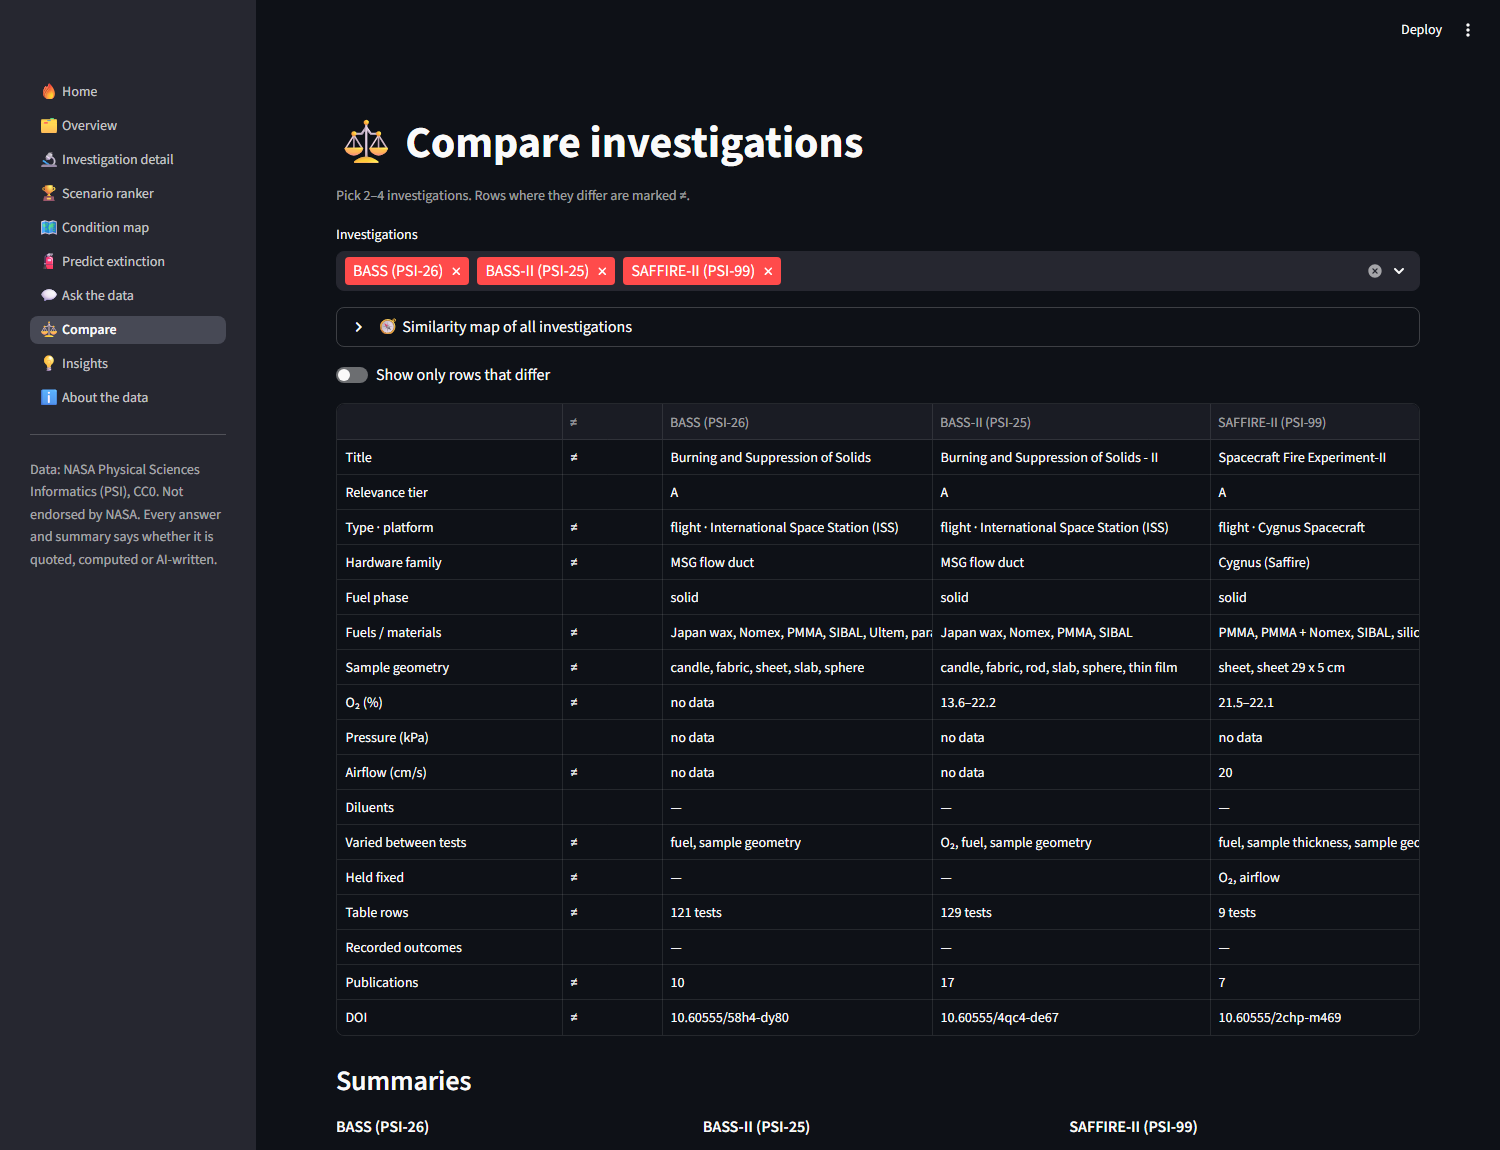 Deploy
Home
Overview
Investigation detail
Scenario ranker
Condition map
Predict extinction
Ask the data
Compare
Insights
About the data
Data: NASA Physical Sciences
Informatics (PSI), CC0. Not
endorsed by NASA. Every answer
and summary says whether it is
quoted, computed or AI-written.
Compare investigations
Pick 2–4 investigations. Rows where they differ are marked ≠.
Investigations
BASS (PSI-26) × BASS-II (PSI-25) × SAFFIRE-II (PSI-99) ×
Similarity map of all investigations
Show only rows that differ
≠ BASS (PSI-26) BASS-II (PSI-25) SAFFIRE-II (PSI-99)
Title ≠ Burning and Suppression of Solids Burning and Suppression of Solids - II Spacecraft Fire Experiment-II
Relevance tier A A A
Type · platform ≠ flight · International Space Station (ISS) flight · International Space Station (ISS) flight · Cygnus Spacecraft
Hardware family ≠ MSG flow duct MSG flow duct Cygnus (Saffire)
Fuel phase solid solid solid
Fuels / materials ≠ Japan wax, Nomex, PMMA, SIBAL, Ultem, par Japan wax, Nomex, PMMA, SIBAL PMMA, PMMA + Nomex, SIBAL, silic
Sample geometry ≠ candle, fabric, sheet, slab, sphere candle, fabric, rod, slab, sphere, thin film sheet, sheet 29 x 5 cm
O₂ (%) ≠ no data 13.6–22.2 21.5–22.1
Pressure (kPa) no data no data no data
Airflow (cm/s) ≠ no data no data 20
Diluents — — —
Varied between tests ≠ fuel, sample geometry O₂, fuel, sample geometry fuel, sample thickness, sample geo
Held fixed ≠ — — O₂, airflow
Table rows ≠ 121 tests 129 tests 9 tests
Recorded outcomes — — —
Publications ≠ 10 17 7
DOI ≠ 10.60555/58h4-dy80 10.60555/4qc4-de67 10.60555/2chp-m469
Summaries
BASS (PSI-26) BASS-II (PSI-25) SAFFIRE-II (PSI-99)